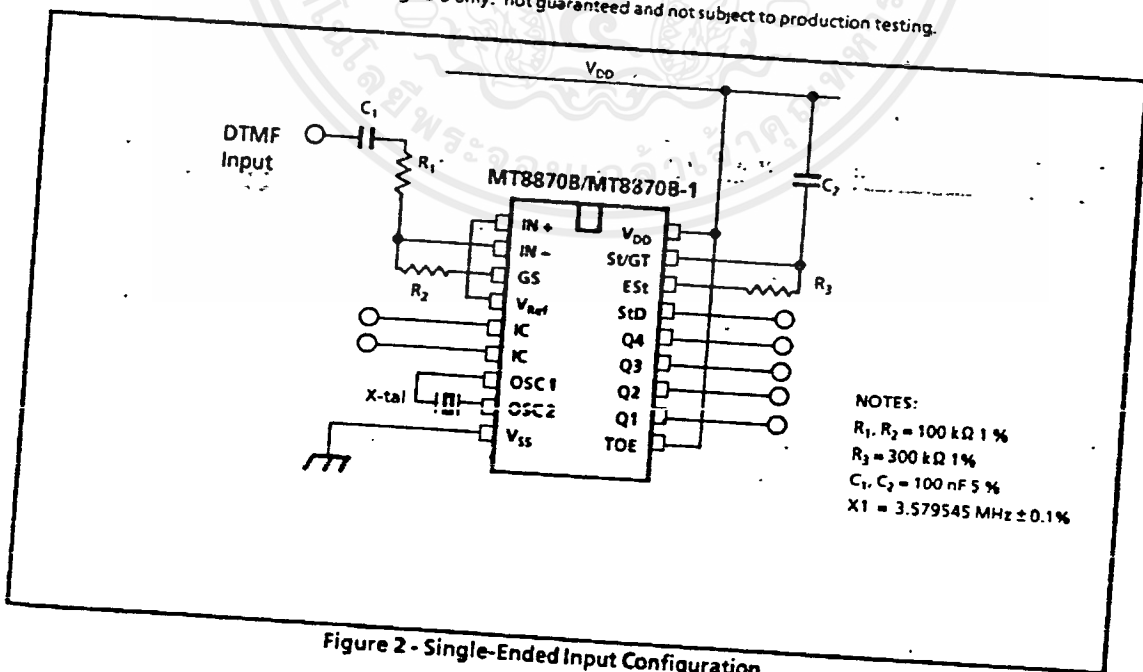 only. not guaranteed and not subject to production testing.
V_DD
C₁
DTMF
Input
R₁
MT8870B/MT8870B-1
C₂
IN +
IN –
GS
V_Ref
IC
IC
OSC1
OSC2
V_SS
V_DD
St/GT
ESt
StD
Q4
Q3
Q2
Q1
TOE
R₂
R₃
X-tal
NOTES:
R₁, R₂ = 100 kΩ 1 %
R₃ = 300 kΩ 1%
C₁, C₂ = 100 nF 5 %
X1 = 3.579545 MHz ± 0.1%
Figure 2 - Single-Ended Input Configuration